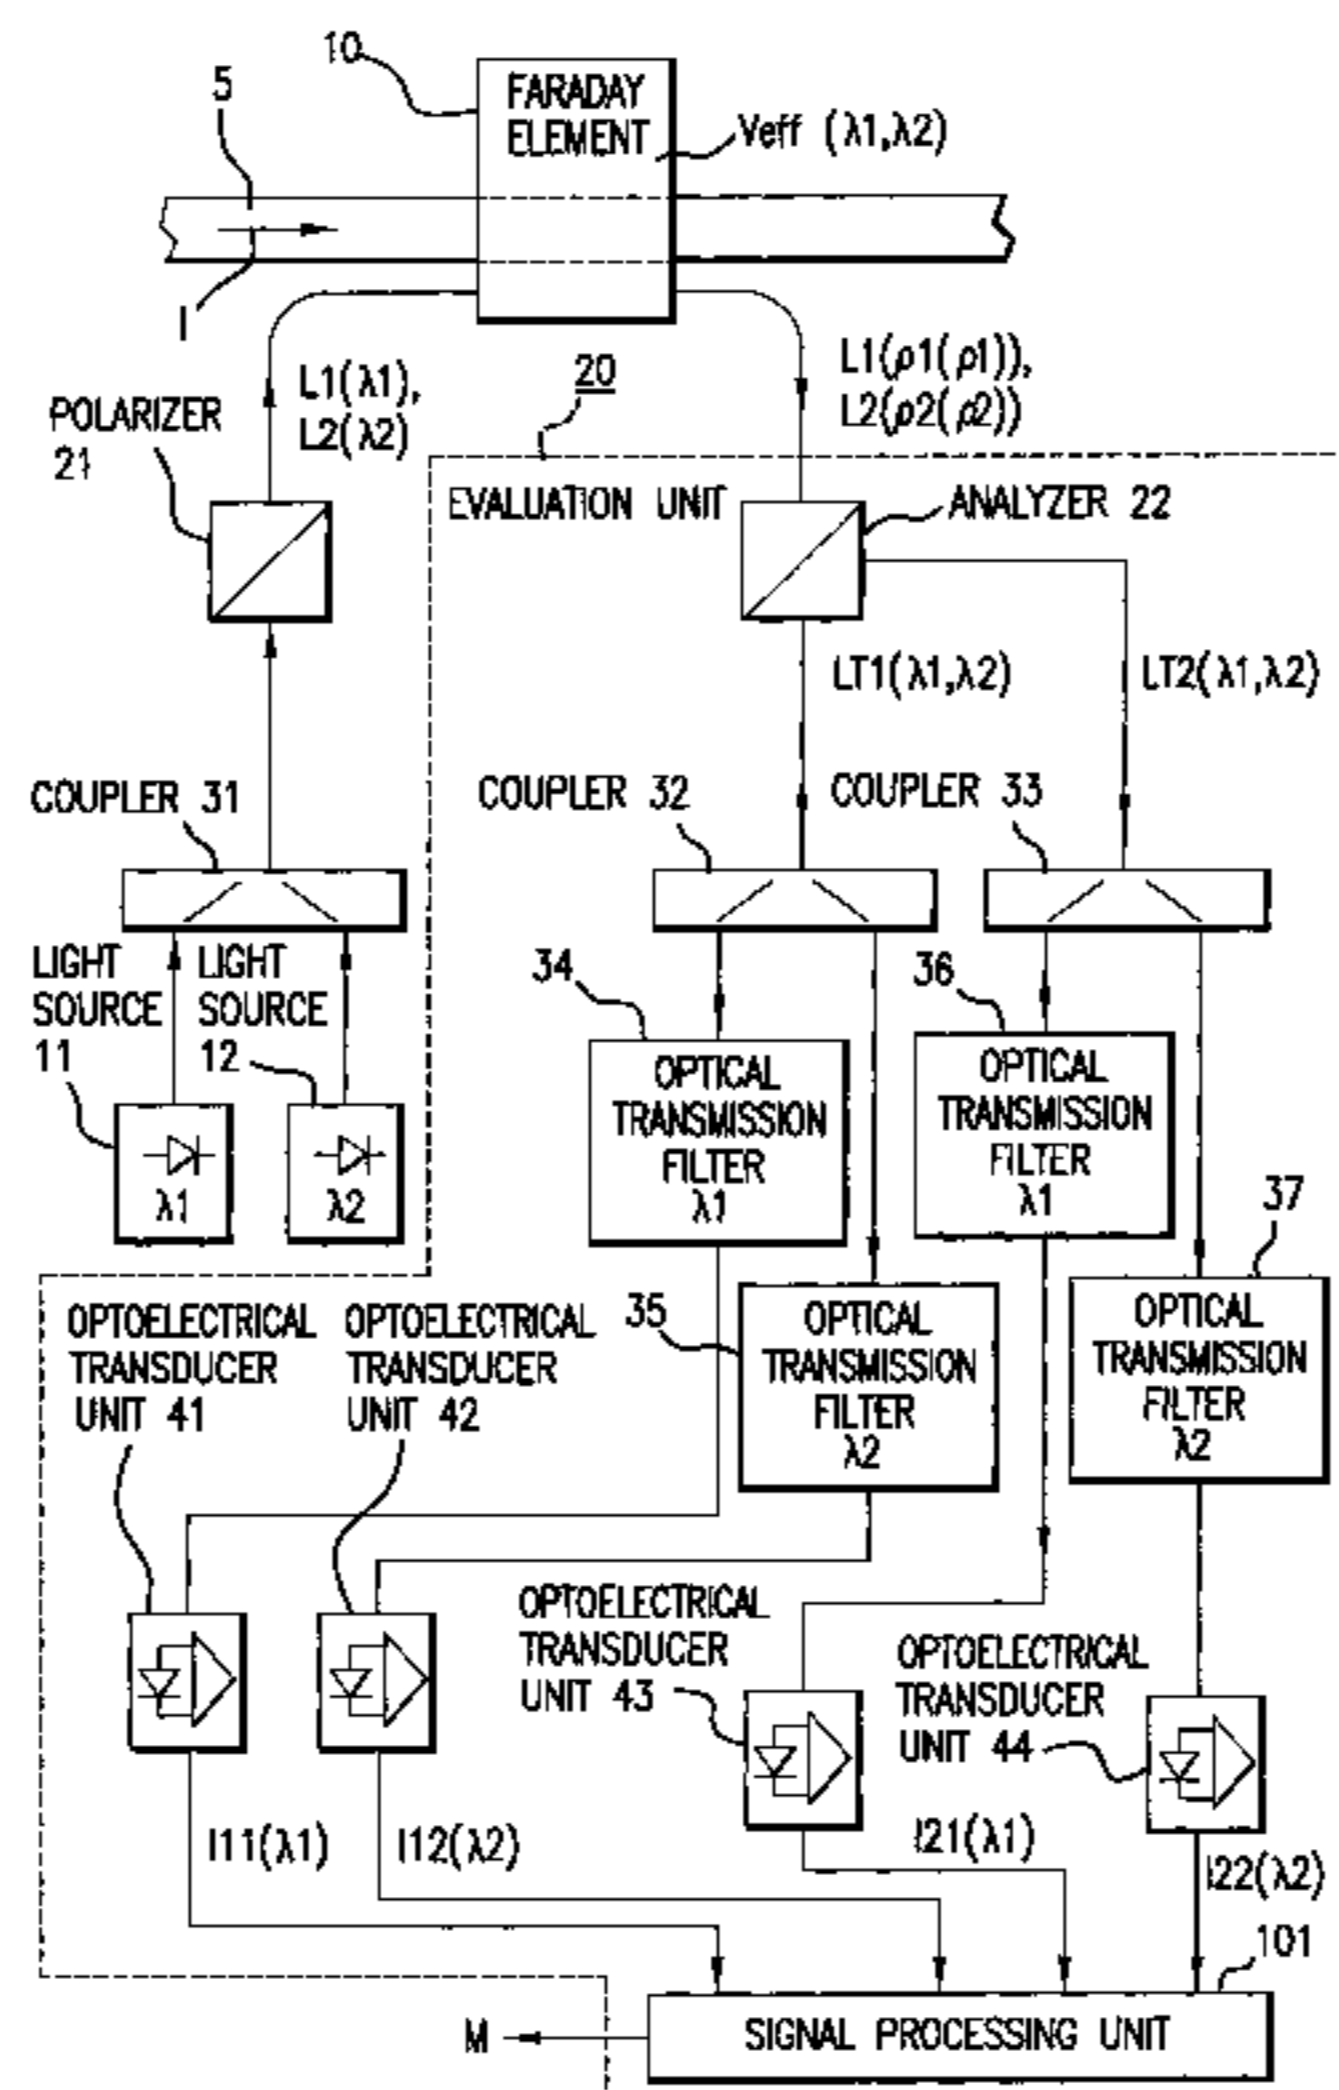 10
5
FARADAY
ELEMENT
Veff (λ1,λ2)
I
L1(λ1),
L2(λ2)
20
L1(ρ1(ρ1)),
L2(ρ2(ρ2))
POLARIZER
21
EVALUATION UNIT
ANALYZER 22
LT1(λ1,λ2)
LT2(λ1,λ2)
COUPLER 31
COUPLER 32
COUPLER 33
LIGHT
SOURCE
11
LIGHT
SOURCE
12
34
36
OPTICAL
TRANSMISSION
FILTER
λ1
OPTICAL
TRANSMISSION
FILTER
λ1
λ1
λ2
37
35
OPTICAL
TRANSMISSION
FILTER
λ2
OPTICAL
TRANSMISSION
FILTER
λ2
OPTOELECTRICAL
TRANSDUCER
UNIT 41
OPTOELECTRICAL
TRANSDUCER
UNIT 42
OPTOELECTRICAL
TRANSDUCER
UNIT 43
OPTOELECTRICAL
TRANSDUCER
UNIT 44
I11(λ1)
I12(λ2)
I21(λ1)
I22(λ2)
101
M
SIGNAL PROCESSING UNIT